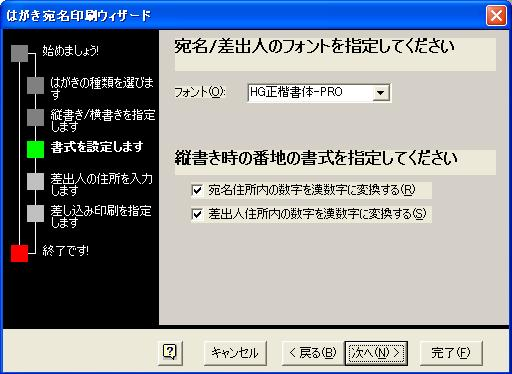 はがき宛名印刷ウィザード
始めましょう!
はがきの種類を選びま
す
縦書き/横書きを指定
します
書式を設定します
差出人の住所を入力
します
差し込み印刷を指定
します
終了です!
宛名/差出人のフォントを指定してください
フォント(O):
HG正楷書体-PRO
縦書き時の番地の書式を指定してください
宛名住所内の数字を漢数字に変換する(R)
差出人住所内の数字を漢数字に変換する(S)
キャンセル
< 戻る(B)
次へ(N) >
完了(F)